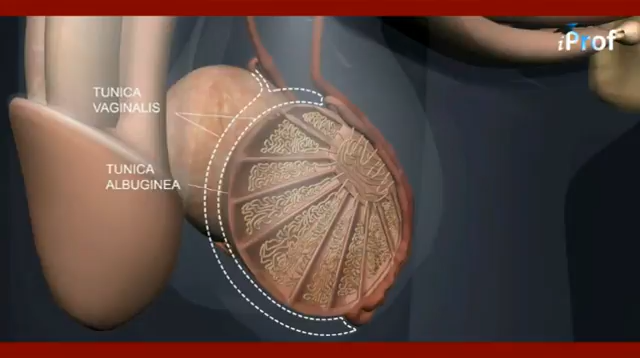 iProf
TUNICA
VAGINALIS
TUNICA
ALBUGINEA